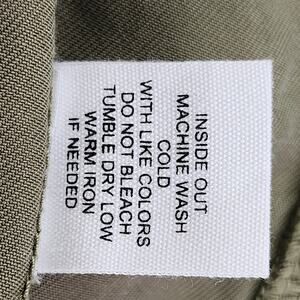 INSIDE OUT
MACHINE WASH
COLD
WITH LIKE COLORS
DO NOT BLEACH
TUMBLE DRY LOW
WARM IRON
IF NEEDED